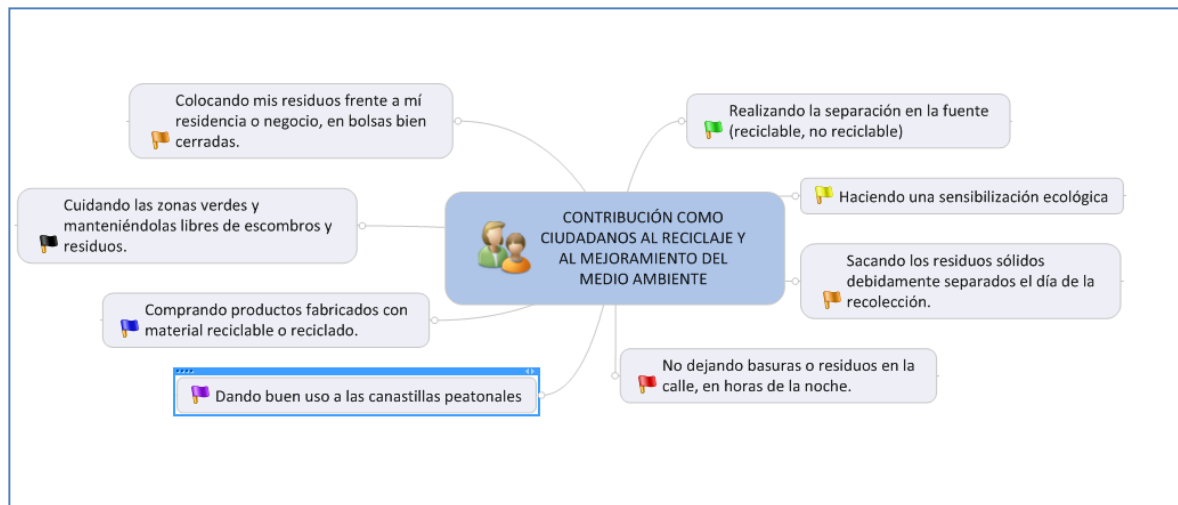 CONTRIBUCIÓN COMO
CIUDADANOS AL RECICLAJE Y
AL MEJORAMIENTO DEL
MEDIO AMBIENTE
Realizando la separación en la fuente
(reciclable, no reciclable)
Haciendo una sensibilización ecológica
Sacando los residuos sólidos
debidamente separados el día de la
recolección.
No dejando basuras o residuos en la
calle, en horas de la noche.
Dando buen uso a las canastillas peatonales
Comprando productos fabricados con
material reciclable o reciclado.
Cuidando las zonas verdes y
manteniéndolas libres de escombros y
residuos.
Colocando mis residuos frente a mí
residencia o negocio, en bolsas bien
cerradas.